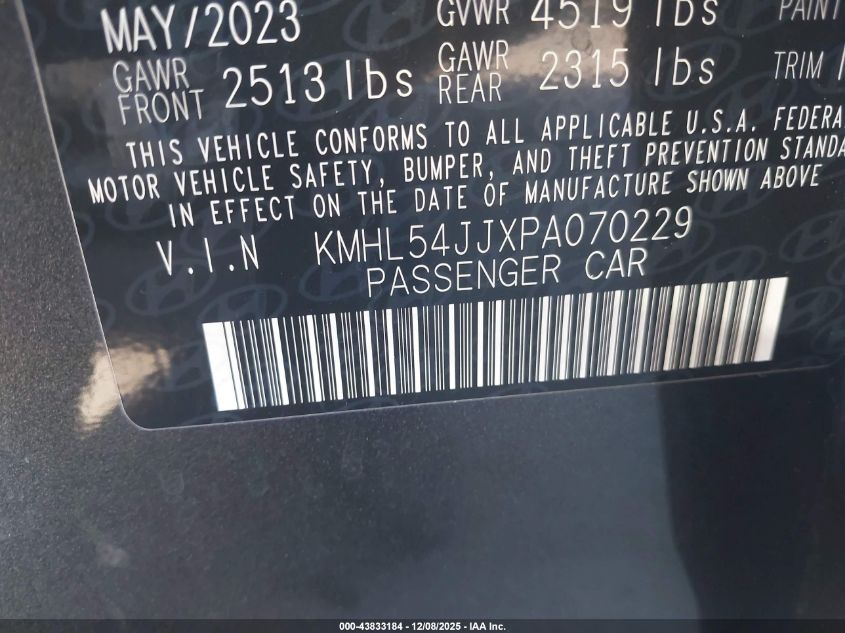 MAY/2023 GVWR 4519 lbs PAINT
GAWR FRONT 2513 lbs GAWR REAR 2315 lbs TRIM
THIS VEHICLE CONFORMS TO ALL APPLICABLE U.S.A. FEDERA
MOTOR VEHICLE SAFETY, BUMPER, AND THEFT PREVENTION STANDA
IN EFFECT ON THE DATE OF MANUFACTURE SHOWN ABOVE
V.I.N KMHL54JJXPA070229
PASSENGER CAR
000-43833184 - 12/08/2025 - IAA Inc.